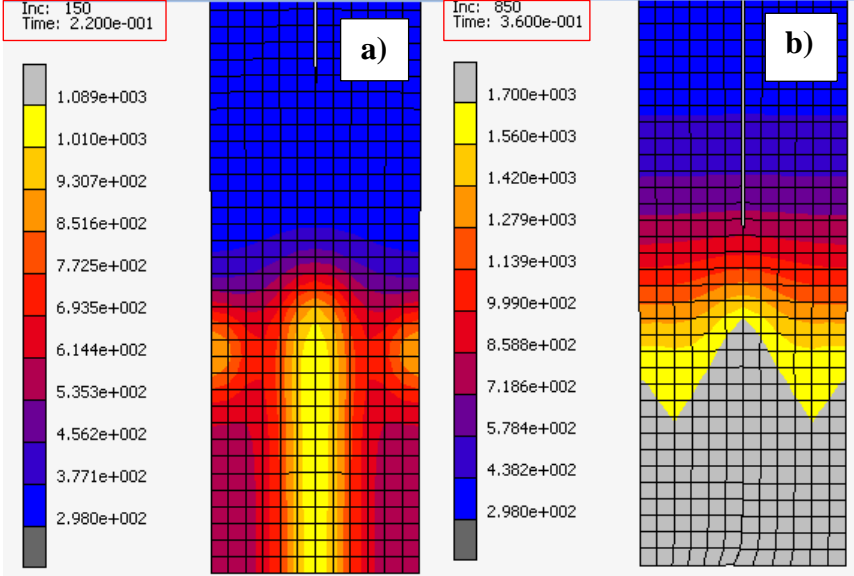 Inc: 150
Time: 2.200e-001
a)
1.089e+003
1.010e+003
9.307e+002
8.516e+002
7.725e+002
6.935e+002
6.144e+002
5.353e+002
4.562e+002
3.771e+002
2.980e+002
Inc: 850
Time: 3.600e-001
b)
1.700e+003
1.560e+003
1.420e+003
1.279e+003
1.139e+003
9.990e+002
8.588e+002
7.186e+002
5.784e+002
4.382e+002
2.980e+002